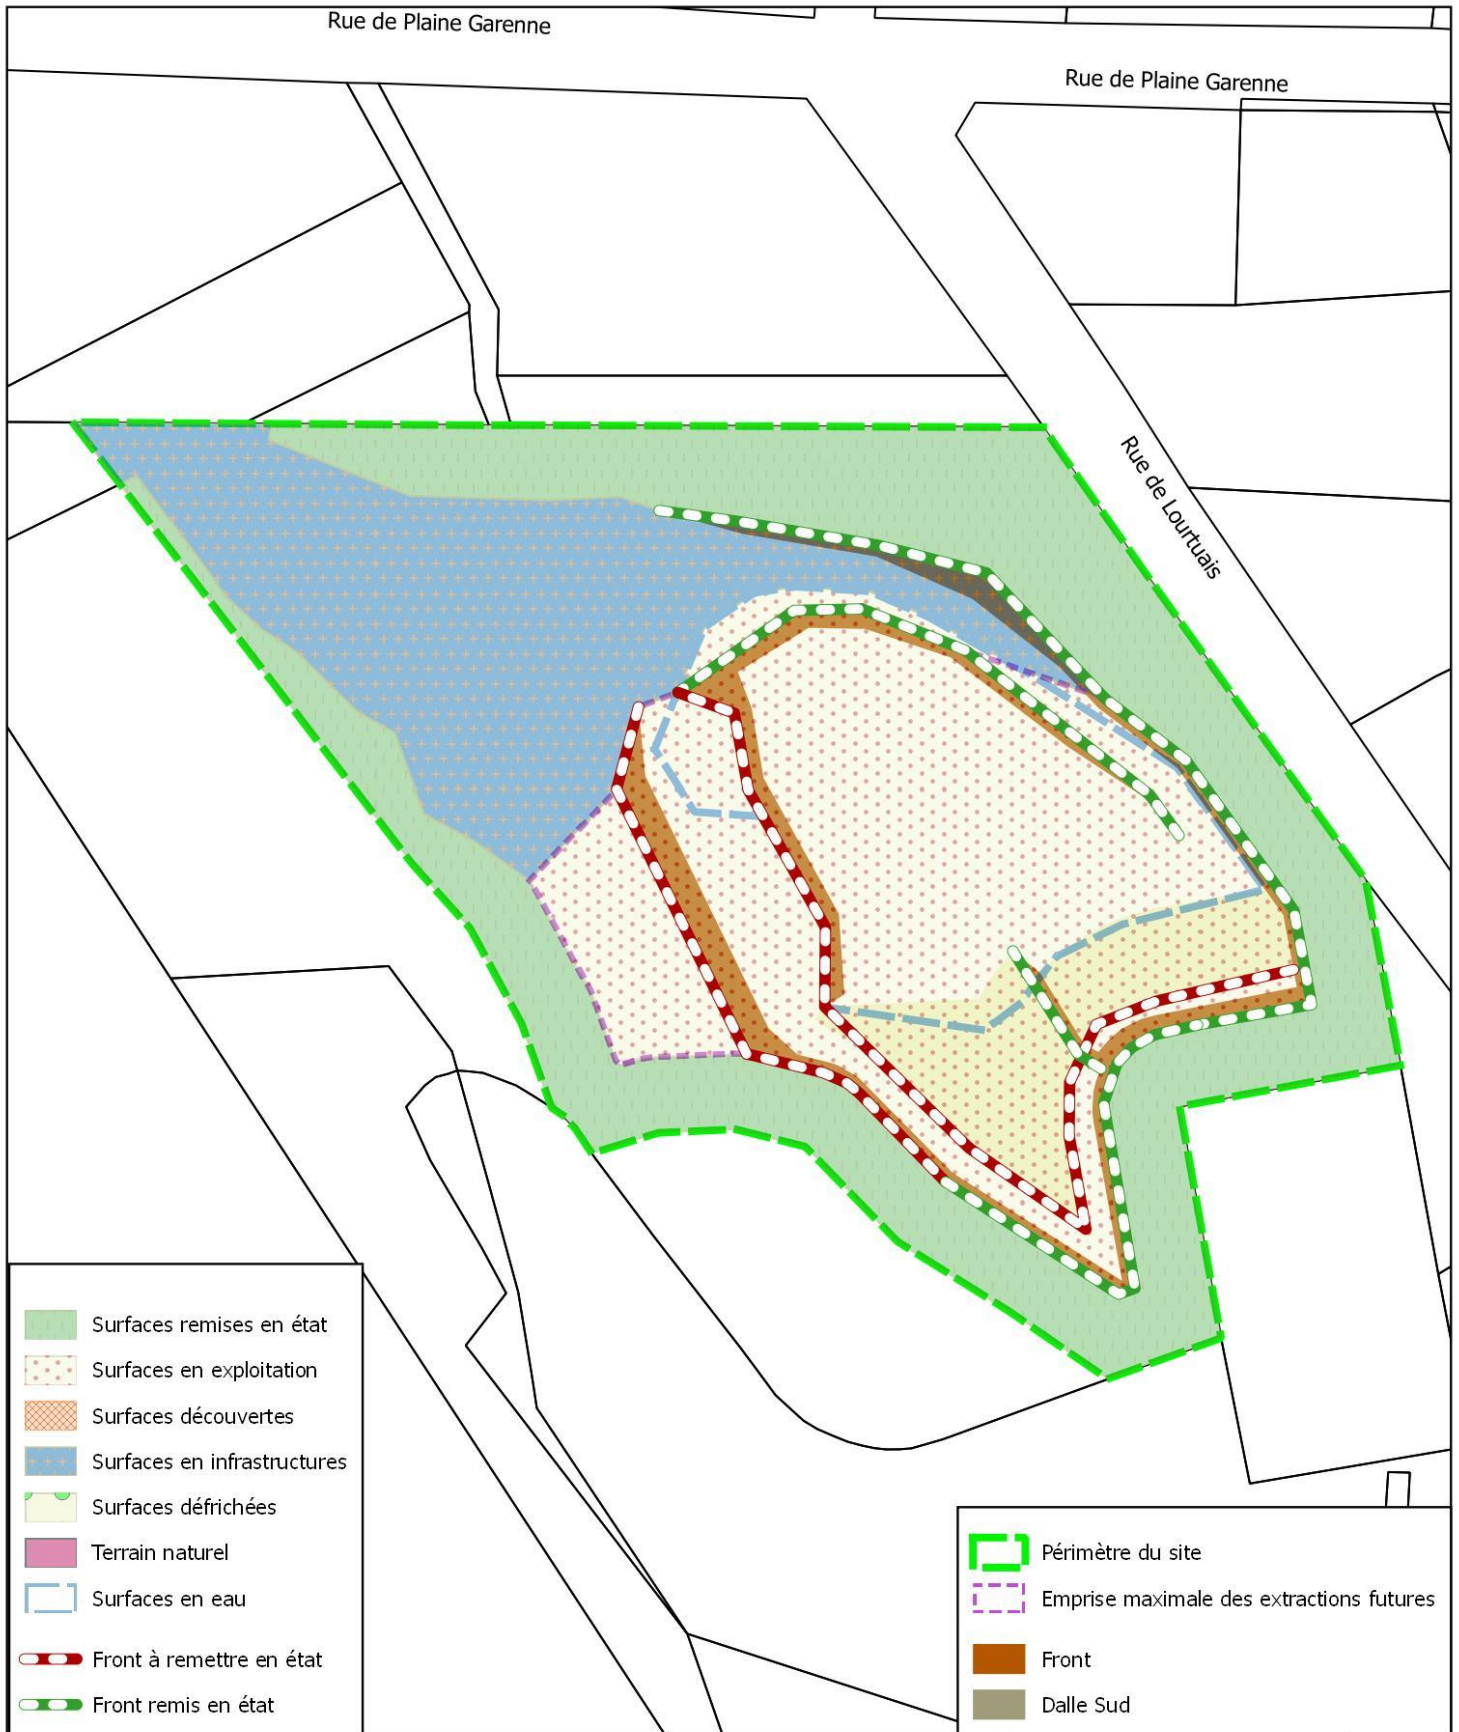 Rue de Plaine Garenne
Rue de Plaine Garenne
Rue de Lourtuais
Surfaces remises en état
Surfaces en exploitation
Surfaces découvertes
Surfaces en infrastructures
Surfaces défrichées
Terrain naturel
Surfaces en eau
Front à remettre en état
Front remis en état
Périmètre du site
Emprise maximale des extractions futures
Front
Dalle Sud